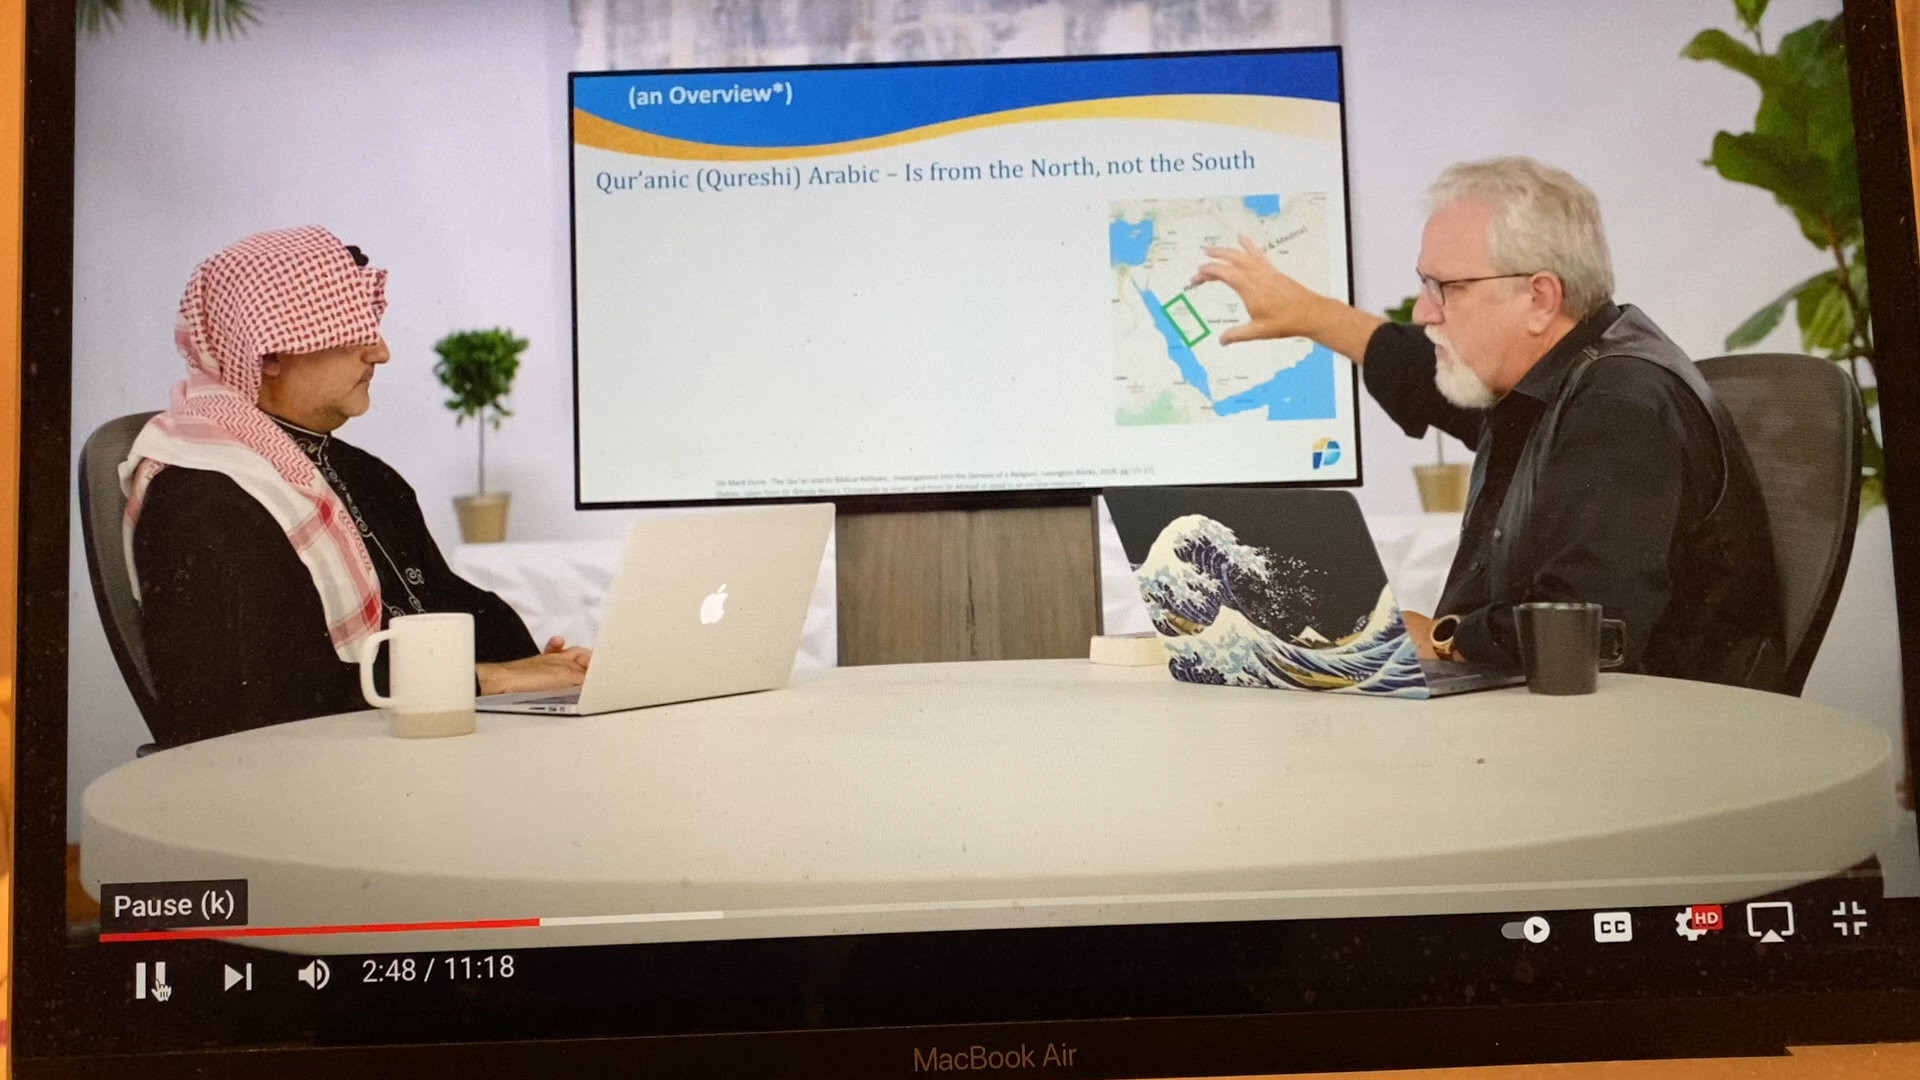 (an Overview*)
Qur'anic (Qureshi) Arabic – Is from the North, not the South
Pause (k)
2:48 / 11:18
CC
HD
MacBook Air